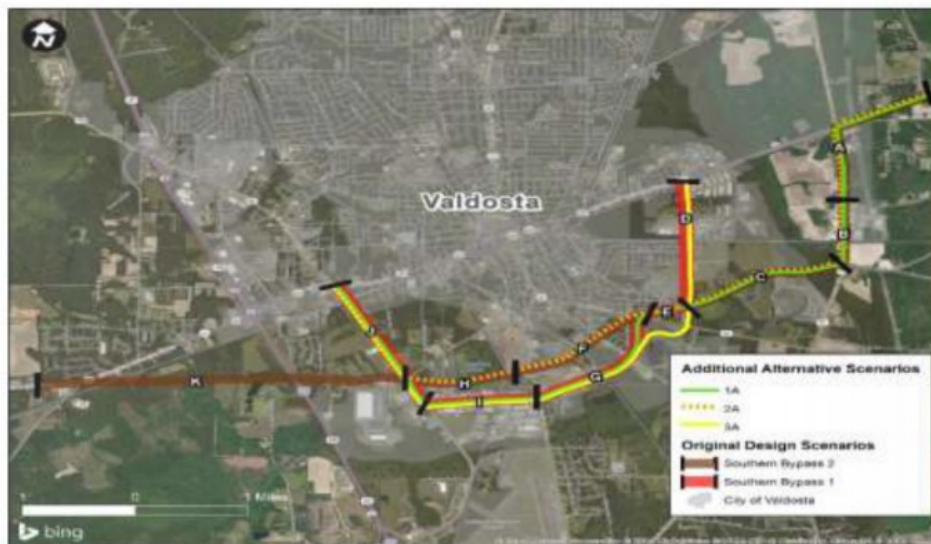 N
Valdosta
A
B
C
D
E
F
G
H
I
J
K
Additional Alternative Scenarios
1A
2A
3A
Original Design Scenarios
Southern Bypass 2
Southern Bypass 1
City of Valdosta
1 0 1 Miles
bing